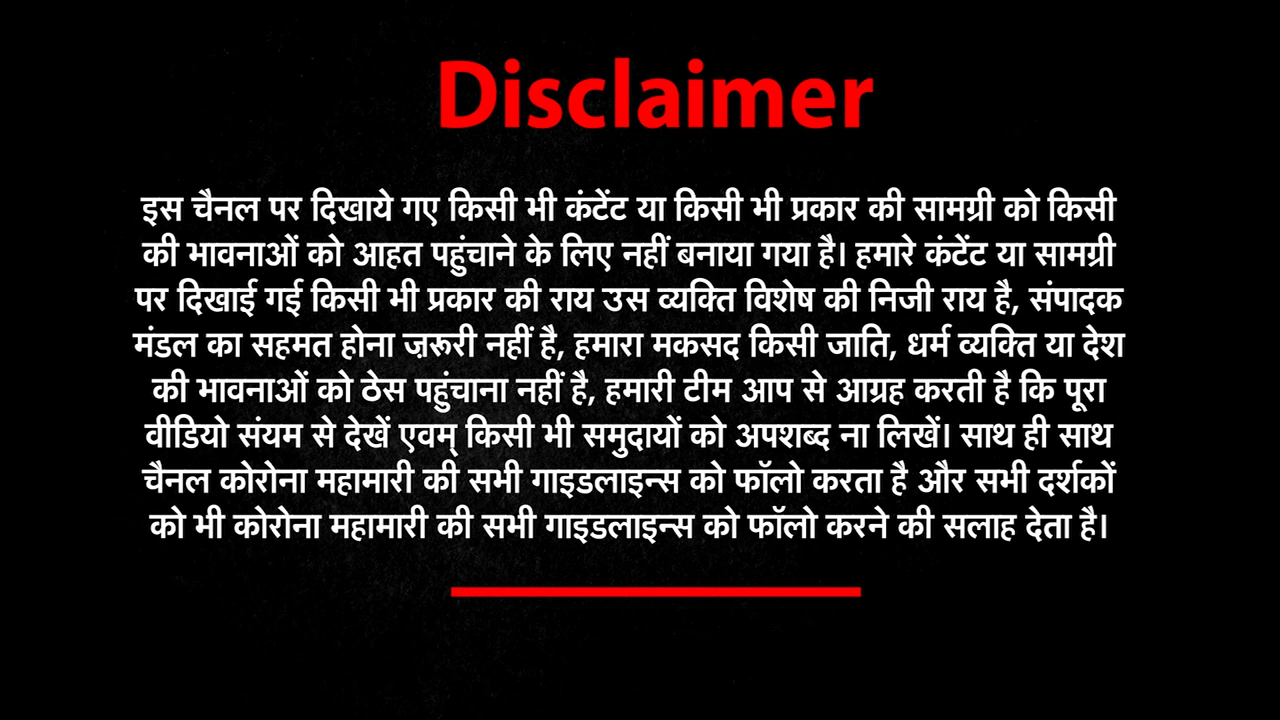 Disclaimer
इस चैनल पर दिखाये गए किसी भी कंटेंट या किसी भी प्रकार की सामग्री को किसी
की भावनाओं को आहत पहुंचाने के लिए नहीं बनाया गया है। हमारे कंटेंट या सामग्री
पर दिखाई गई किसी भी प्रकार की राय उस व्यक्ति विशेष की निजी राय है, संपादक
मंडल का सहमत होना ज़रूरी नहीं है, हमारा मकसद किसी जाति, धर्म व्यक्ति या देश
की भावनाओं को ठेस पहुंचाना नहीं है, हमारी टीम आप से आग्रह करती है कि पूरा
वीडियो संयम से देखें एवम् किसी भी समुदायों को अपशब्द ना लिखें। साथ ही साथ
चैनल कोरोना महामारी की सभी गाइडलाइन्स को फॉलो करता है और सभी दर्शकों
को भी कोरोना महामारी की सभी गाइडलाइन्स को फॉलो करने की सलाह देता है।